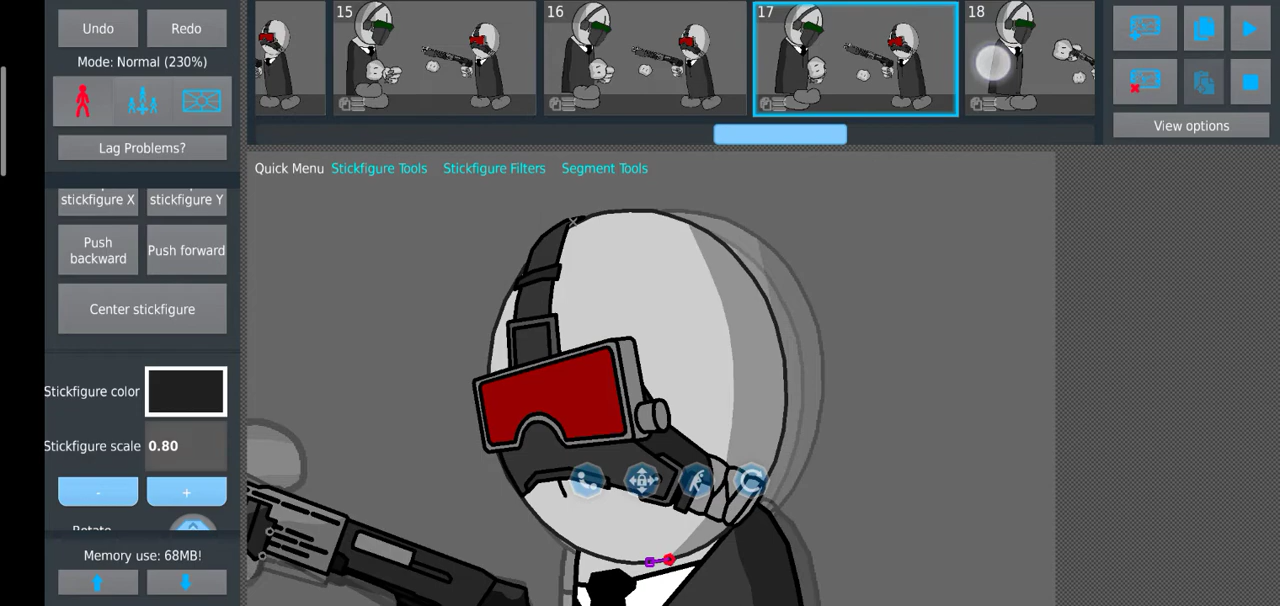 Undo
Redo
Mode: Normal (230%)
Lag Problems?
stickfigure X
stickfigure Y
Push backward
Push forward
Center stickfigure
Stickfigure color
Stickfigure scale 0.80
-
+
Rotate
Memory use: 68MB!
15
16
17
18
View options
Quick Menu
Stickfigure Tools
Stickfigure Filters
Segment Tools